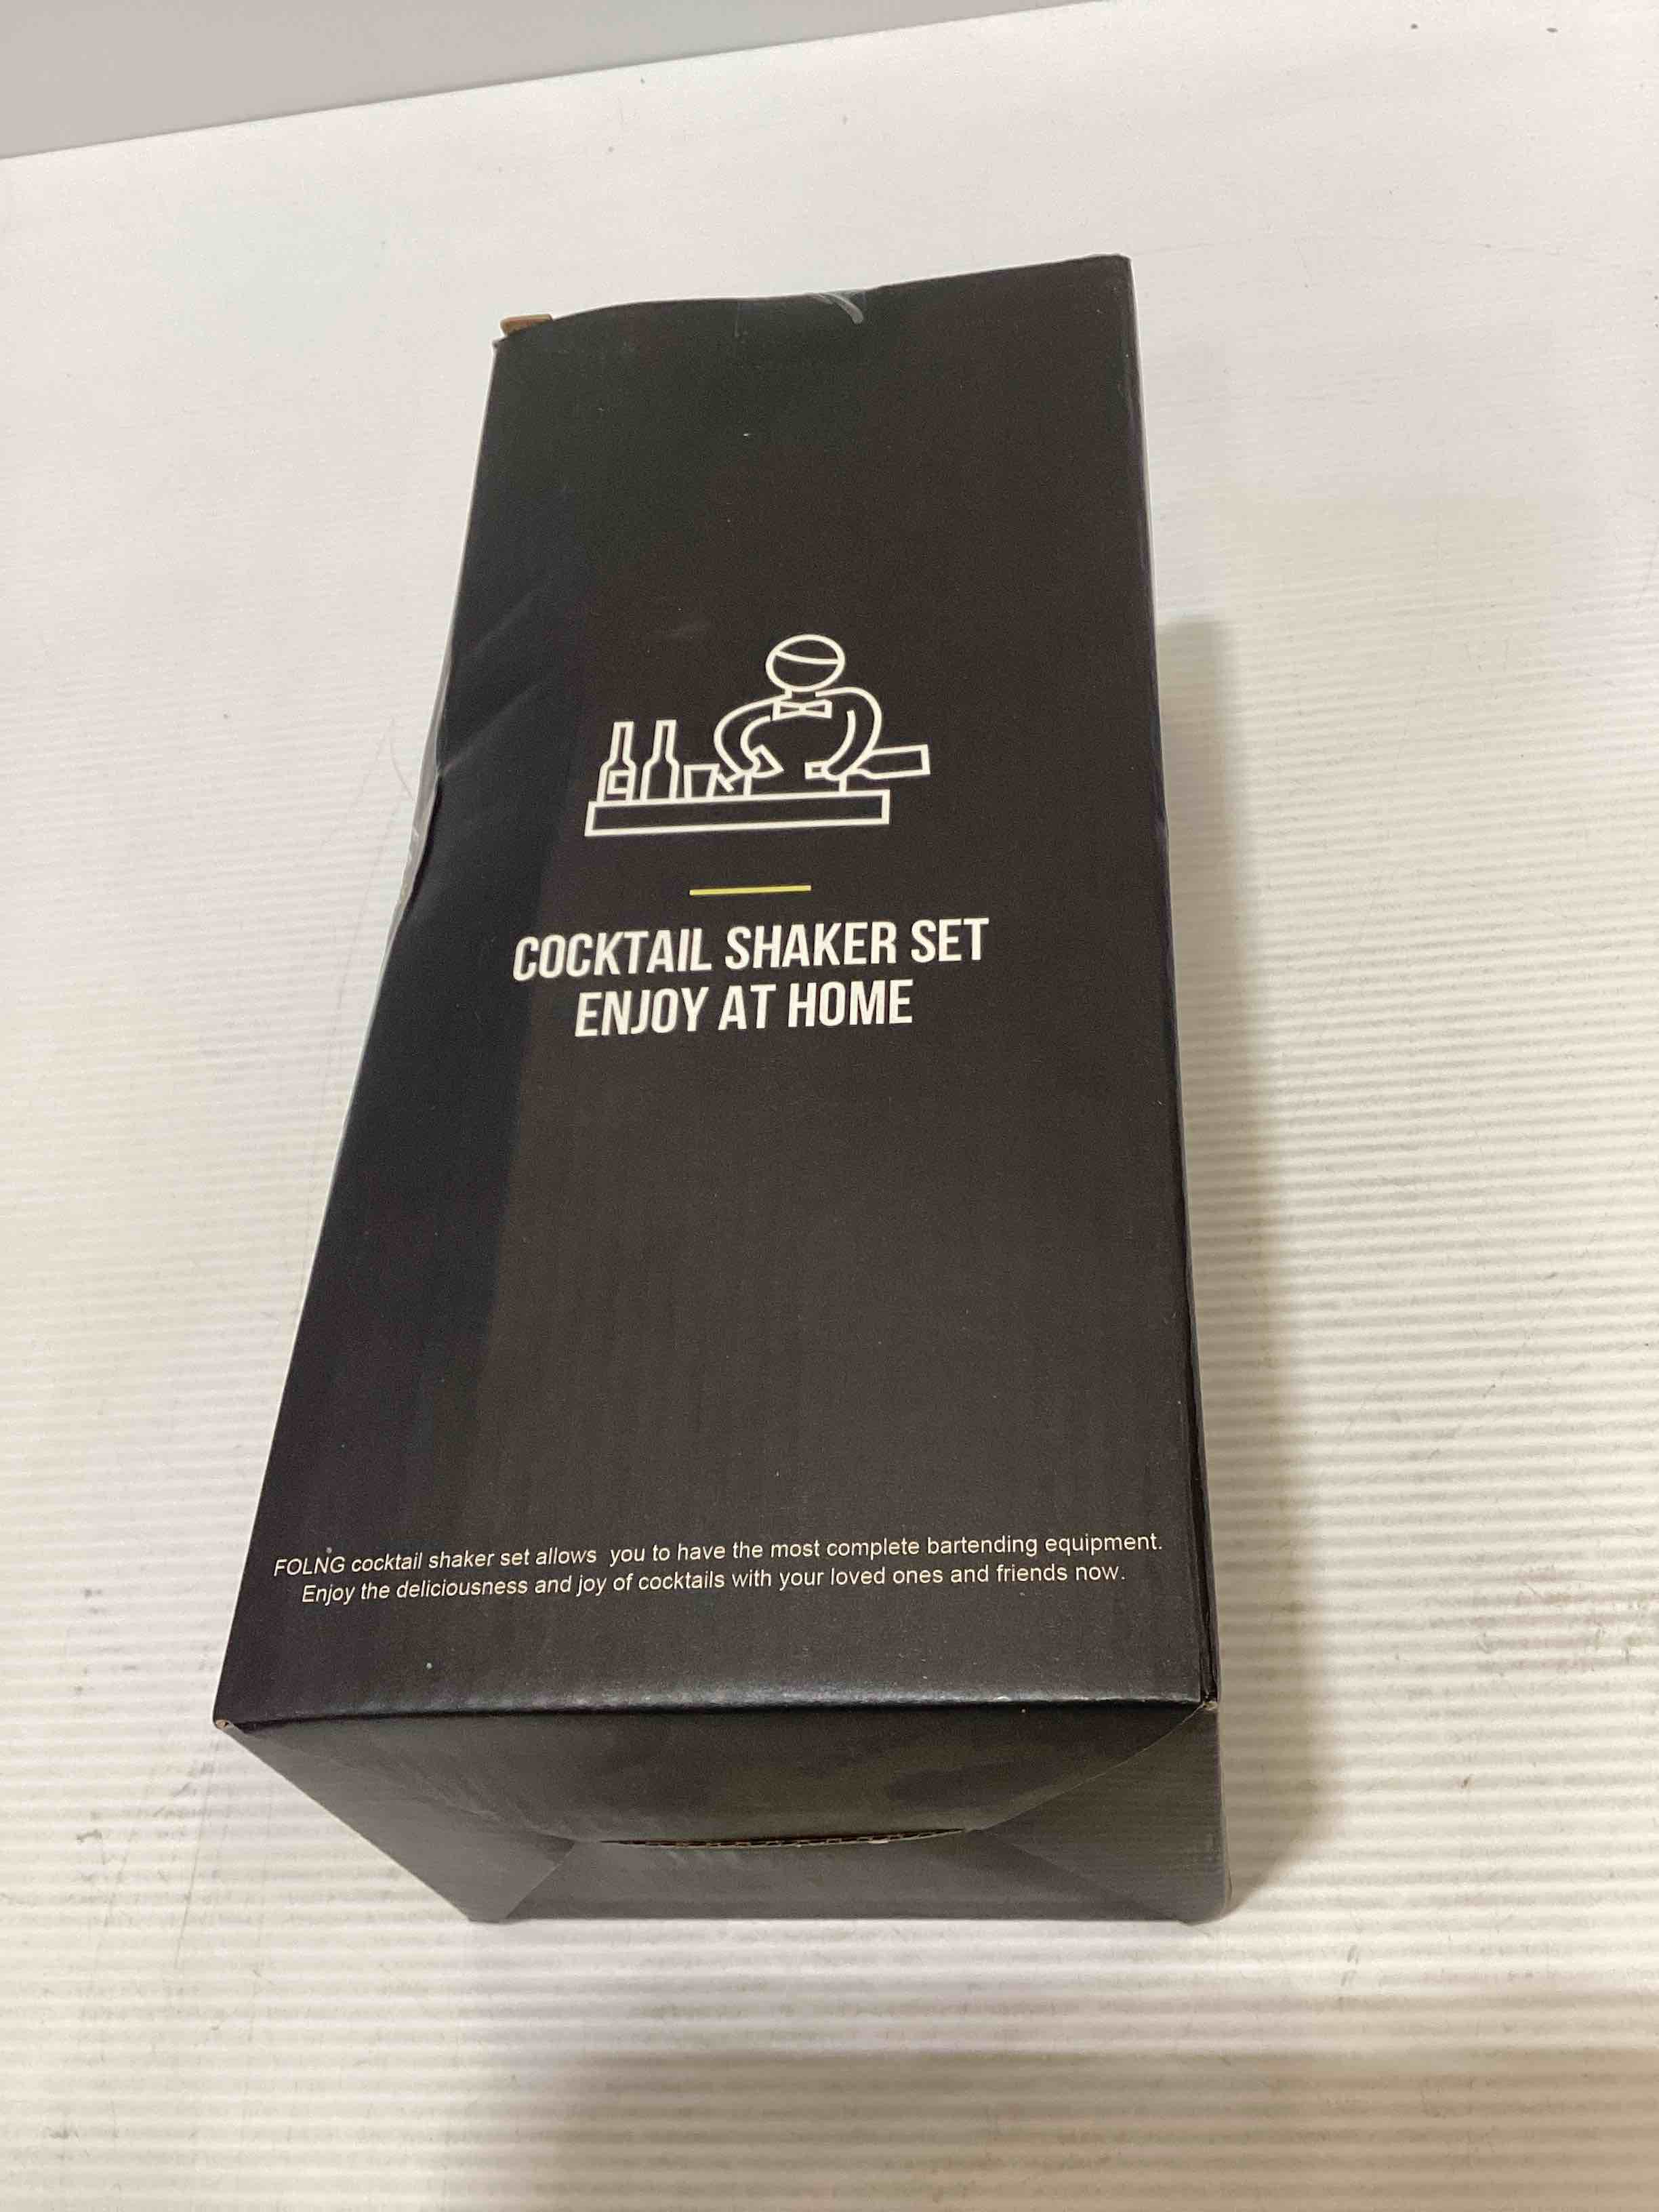 COCKTAIL SHAKER SET
ENJOY AT HOME
FOLNG cocktail shaker set allows you to have the most complete bartending equipment.
Enjoy the deliciousness and joy of cocktails with your loved ones and friends now.